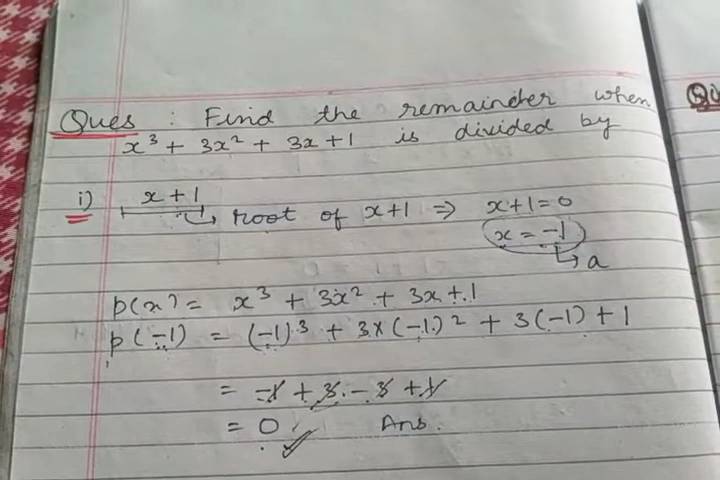 Ques : Find the remainder when
x³ + 3x² + 3x + 1 is divided by
i) x + 1
root of x+1 ⇒ x+1 = 0
x = -1
a
p(x) = x³ + 3x² + 3x + 1
p(-1) = (-1)³ + 3×(-1)² + 3(-1) + 1
= -1 + 3 - 3 + 1
= 0 Ans.